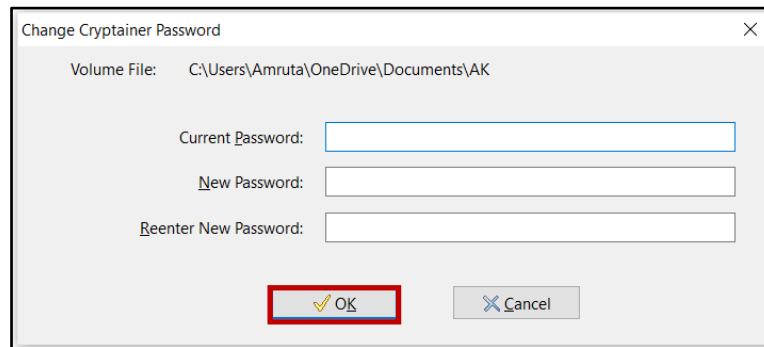 Change Cryptainer Password
Volume File: C:\Users\Amruta\OneDrive\Documents\AK
Current Password:
New Password:
Reenter New Password:
OK Cancel